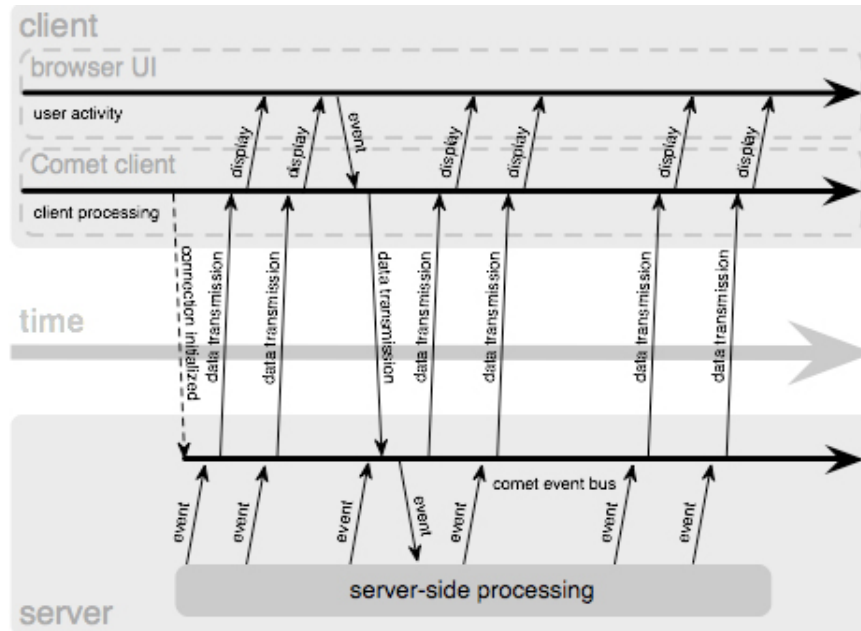 client
browser UI
user activity
display
display
event
display
display
display
display
Comet client
client processing
connection initialized
data transmission
data transmission
data transmission
data transmission
data transmission
data transmission
data transmission
time
comet event bus
event
event
event
event
event
event
event
server-side processing
server